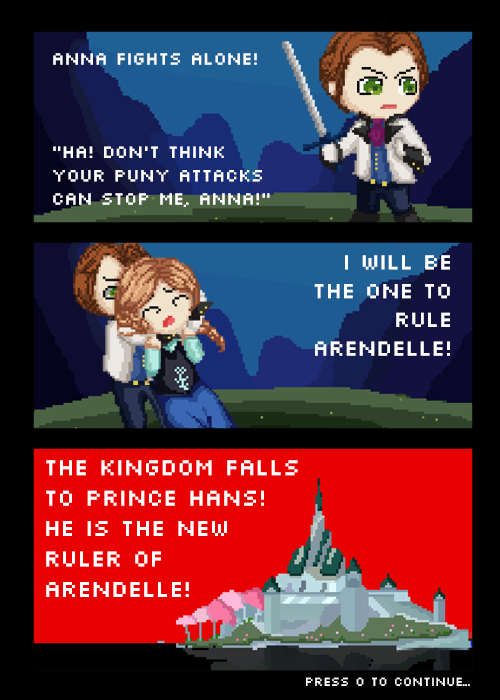 ANNA FIGHTS ALONE!
"HA! DON'T THINK
YOUR PUNY ATTACKS
CAN STOP ME, ANNA!"
I WILL BE
THE ONE TO
RULE
ARENDELLE!
THE KINGDOM FALLS
TO PRINCE HANS!
HE IS THE NEW
RULER OF
ARENDELLE!
PRESS O TO CONTINUE...